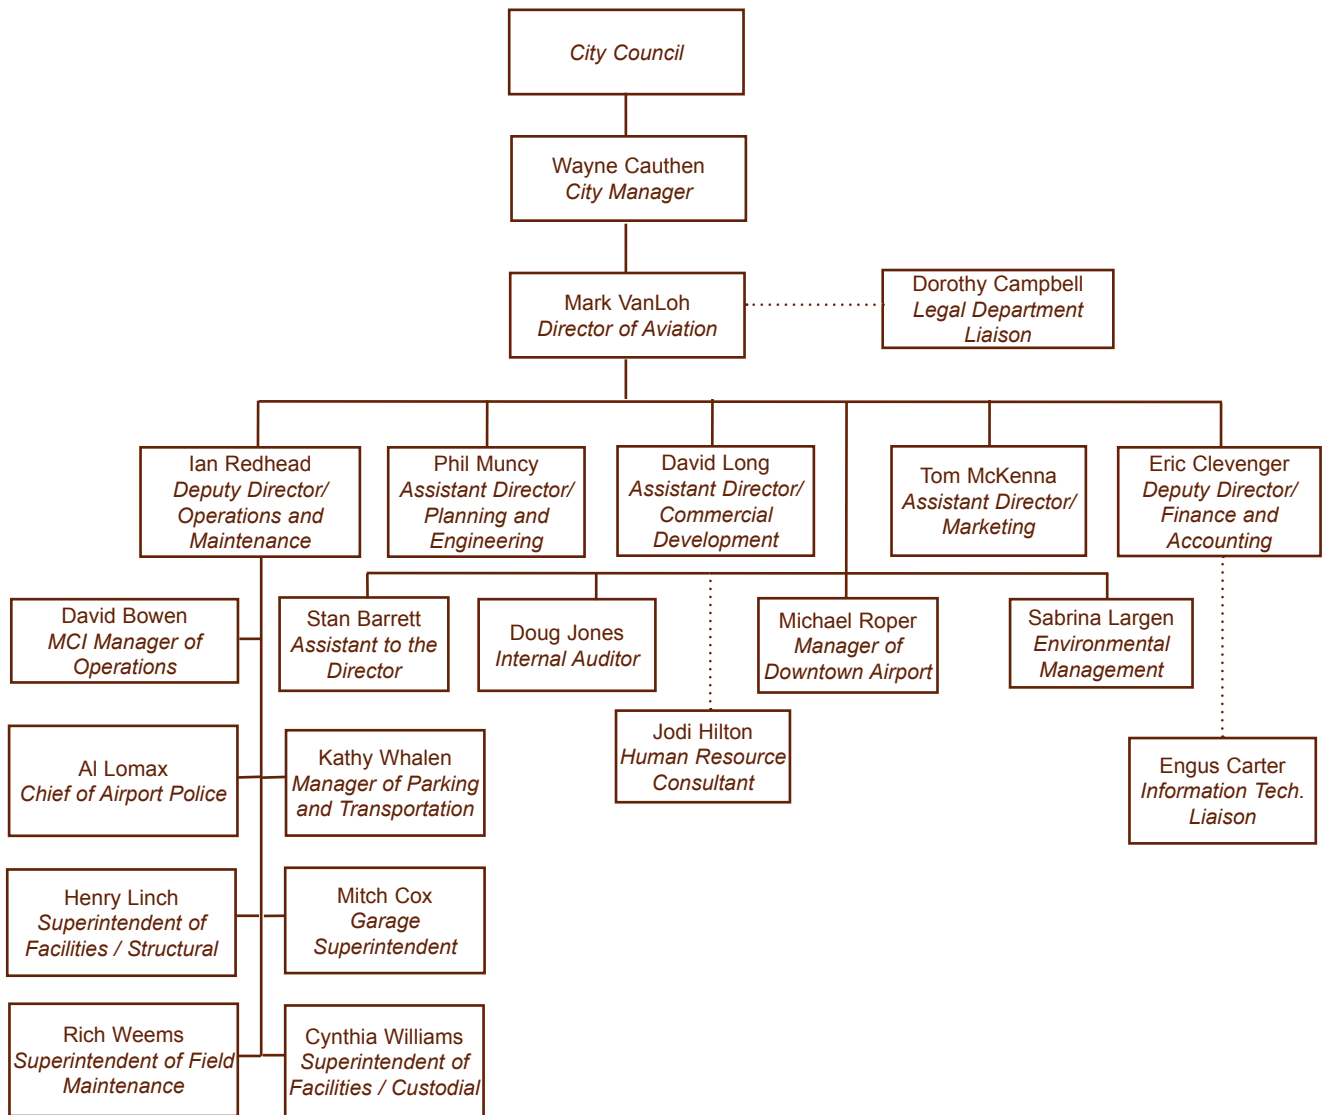 City Council
Wayne Cauthen
City Manager
Mark VanLoh
Director of Aviation
Dorothy Campbell
Legal Department
Liaison
Ian Redhead
Deputy Director/
Operations and
Maintenance
Phil Muncy
Assistant Director/
Planning and
Engineering
David Long
Assistant Director/
Commercial
Development
Tom McKenna
Assistant Director/
Marketing
Eric Clevenger
Deputy Director/
Finance and
Accounting
David Bowen
MCI Manager of
Operations
Stan Barrett
Assistant to the
Director
Doug Jones
Internal Auditor
Michael Roper
Manager of
Downtown Airport
Sabrina Largen
Environmental
Management
Jodi Hilton
Human Resource
Consultant
Engus Carter
Information Tech.
Liaison
Al Lomax
Chief of Airport Police
Kathy Whalen
Manager of Parking
and Transportation
Henry Linch
Superintendent of
Facilities / Structural
Mitch Cox
Garage
Superintendent
Rich Weems
Superintendent of Field
Maintenance
Cynthia Williams
Superintendent of
Facilities / Custodial